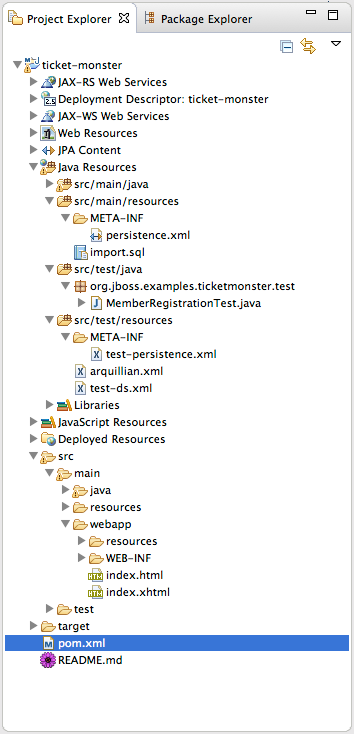 Project Explorer
Package Explorer
ticket-monster
JAX-RS Web Services
Deployment Descriptor: ticket-monster
JAX-WS Web Services
Web Resources
JPA Content
Java Resources
src/main/java
src/main/resources
META-INF
persistence.xml
import.sql
src/test/java
org.jboss.examples.ticketmonster.test
MemberRegistrationTest.java
src/test/resources
META-INF
test-persistence.xml
arquillian.xml
test-ds.xml
Libraries
JavaScript Resources
Deployed Resources
src
main
java
resources
webapp
resources
WEB-INF
index.html
index.xhtml
test
target
pom.xml
README.md